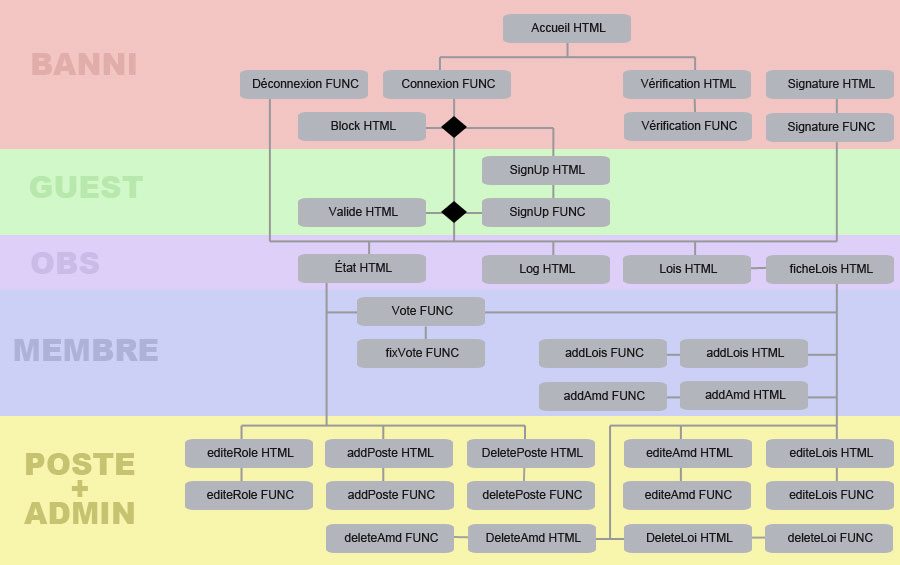 Accueil HTML
BANNI
Déconnexion FUNC
Connexion FUNC
Vérification HTML
Signature HTML
Block HTML
Vérification FUNC
Signature FUNC
GUEST
SignUp HTML
Valide HTML
SignUp FUNC
OBS
État HTML
Log HTML
Lois HTML
ficheLois HTML
MEMBRE
Vote FUNC
fixVote FUNC
addLois FUNC
addLois HTML
addAmd FUNC
addAmd HTML
POSTE
+
ADMIN
editeRole HTML
addPoste HTML
DeletePoste HTML
editeAmd HTML
editeLois HTML
editeRole FUNC
addPoste FUNC
deletePoste FUNC
editeAmd FUNC
editeLois FUNC
deleteAmd FUNC
DeleteAmd HTML
DeleteLoi HTML
deleteLoi FUNC